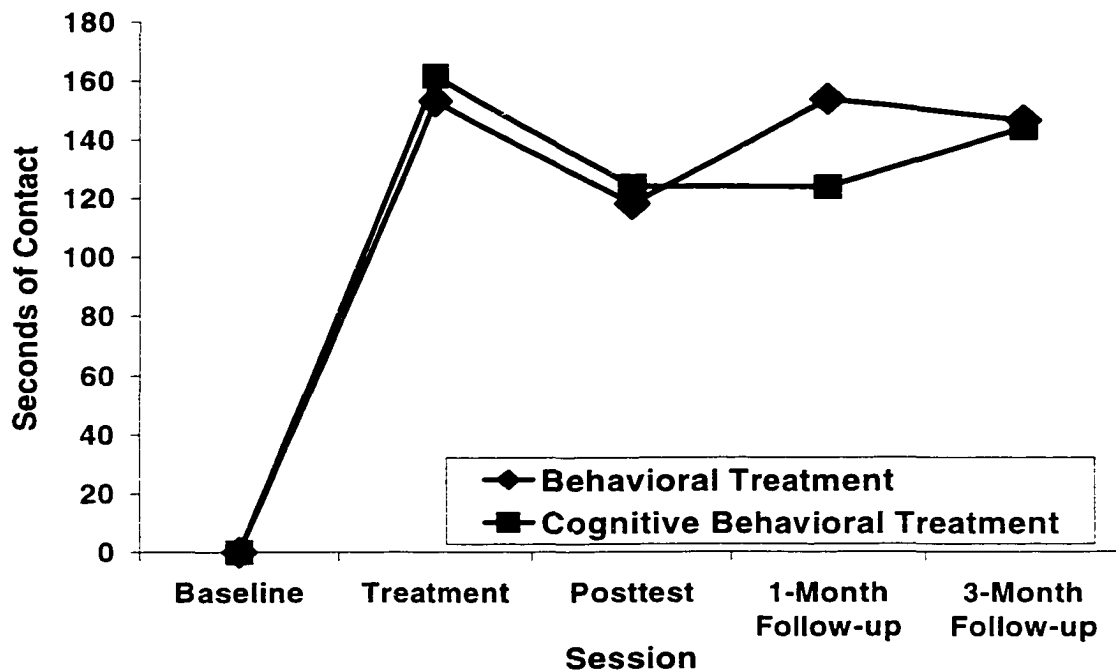 180
160
140
120
100
80
60
40
20
0
Seconds of Contact
Behavioral Treatment
Cognitive Behavioral Treatment
Baseline Treatment Posttest 1-Month Follow-up 3-Month Follow-up
Session